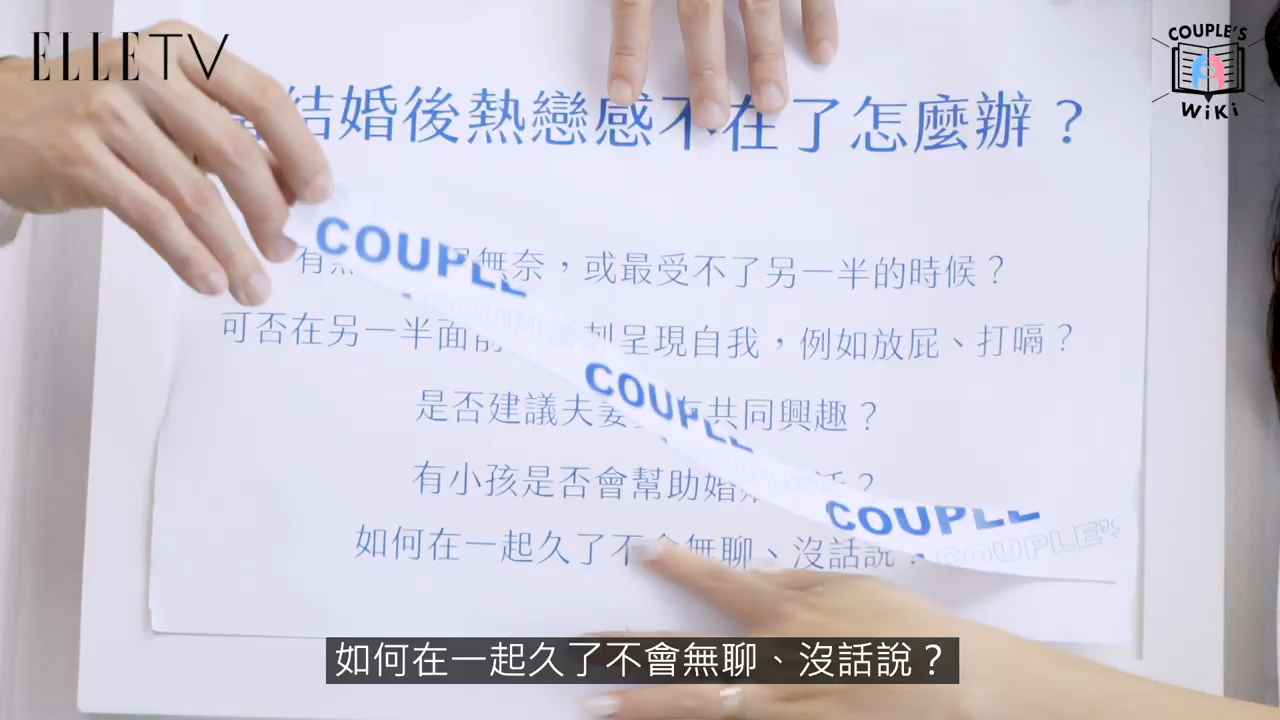 ELLETV
COUPLE'S
WiKi
結婚後熱戀感不在了怎麼辦？
有 無奈，或最受不了另一半的時候？
可否在另一半面前 刻呈現自我，例如放屁、打嗝？
是否建議夫妻 共同興趣？
有小孩是否會幫助婚 ？
如何在一起久了不會無聊、沒話說？
COUPLE
COUPLE
COUPLE
COUPLE'S
如何在一起久了不會無聊、沒話說？